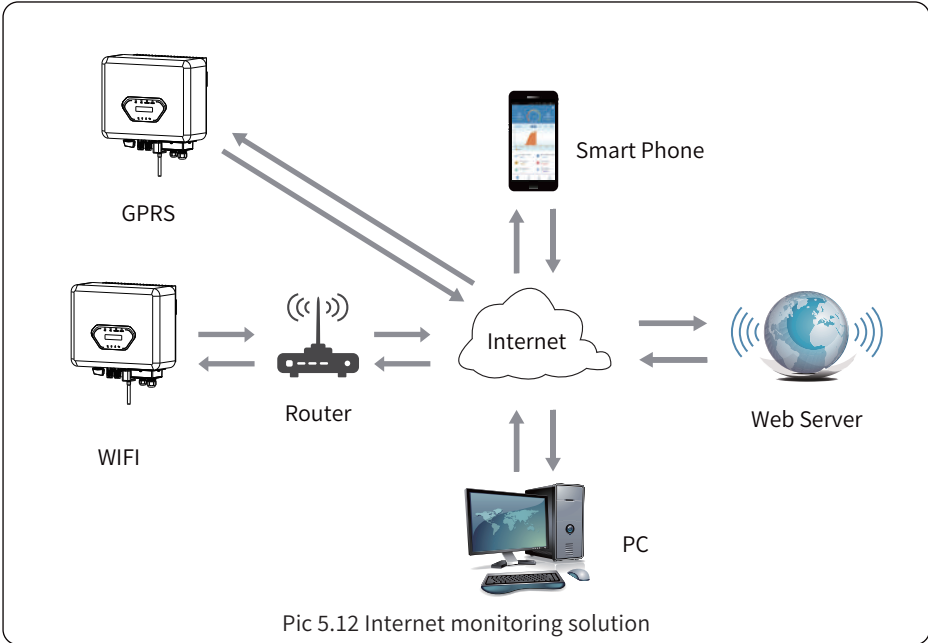 Smart Phone
GPRS
Internet
Router
Web Server
WIFI
PC
Pic 5.12 Internet monitoring solution